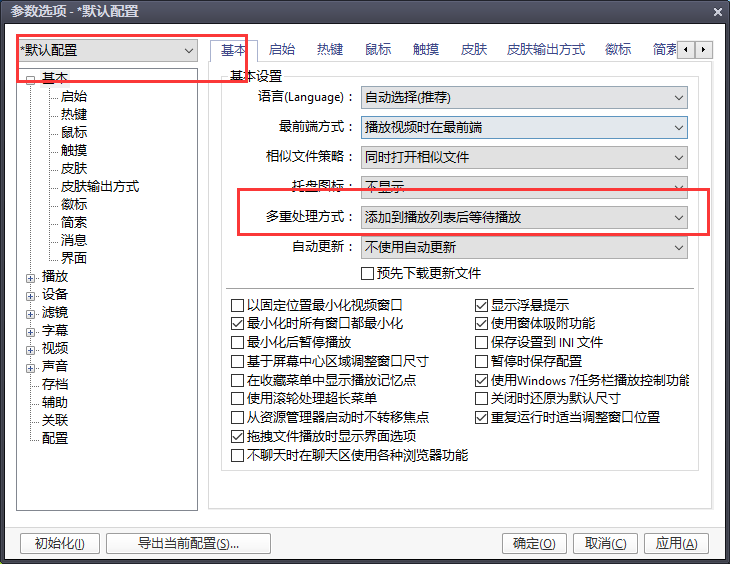 参数选项 - *默认配置
*默认配置
基本
启始
热键
鼠标
触摸
皮肤
皮肤输出方式
徽标
简索
消息
界面
播放
设备
滤镜
字幕
视频
声音
存档
辅助
关联
配置
基本 启始 热键 鼠标 触摸 皮肤 皮肤输出方式 徽标 简索
基本设置
语言(Language)： 自动选择(推荐)
最前端方式： 播放视频时在最前端
相似文件策略： 同时打开相似文件
托盘图标： 不显示
多重处理方式： 添加到播放列表后等待播放
自动更新： 不使用自动更新
预先下载更新文件
以固定位置最小化视频窗口 显示浮悬提示
最小化时所有窗口都最小化 使用窗体吸附功能
最小化后暂停播放 保存设置到 INI 文件
基于屏幕中心区域调整窗口尺寸 暂停时保存配置
在收藏菜单中显示播放记忆点 使用Windows 7任务栏播放控制功能
使用滚轮处理超长菜单 关闭时还原为默认尺寸
从资源管理器启动时不转移焦点 重复运行时适当调整窗口位置
拖拽文件播放时显示界面选项
不聊天时在聊天区使用各种浏览器功能
初始化(I) 导出当前配置(S)... 确定(O) 取消(C) 应用(A)